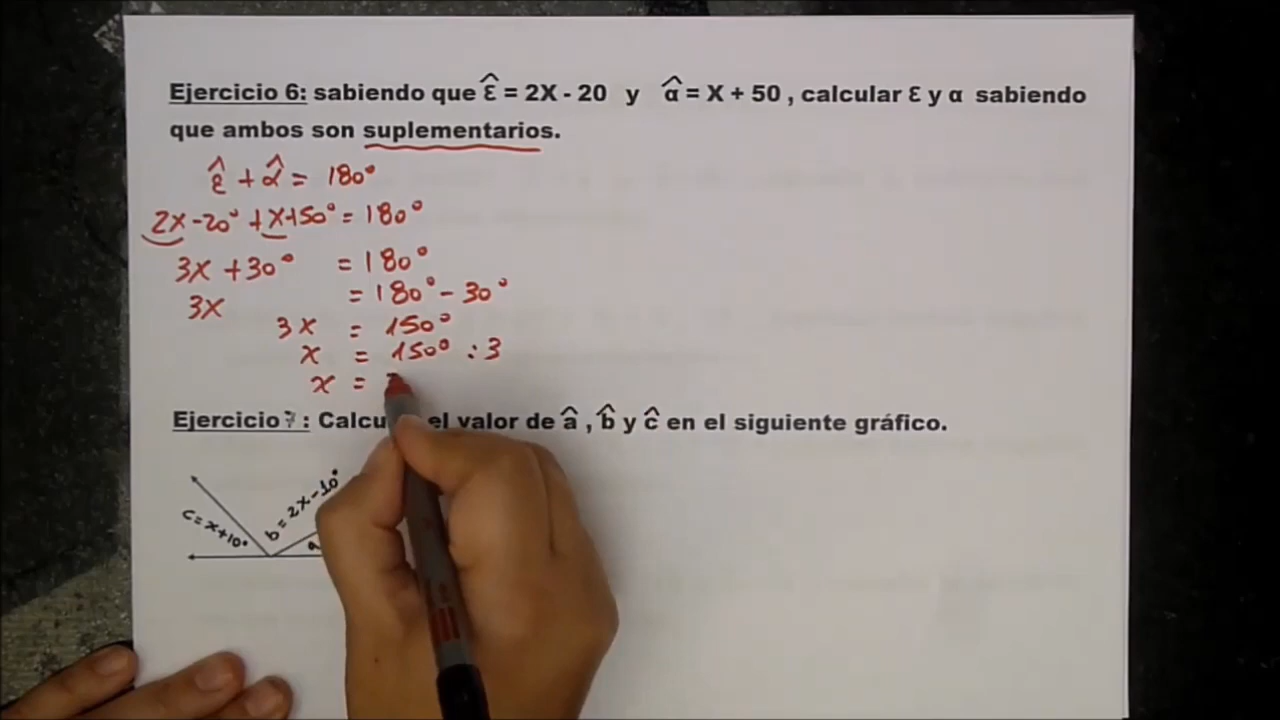 Ejercicio 6: sabiendo que ε̂ = 2X - 20 y α̂ = X + 50 , calcular Ɛ y α sabiendo
que ambos son suplementarios.
ε̂ + α̂ = 180°
2X -20° + X+50° = 180°
3X + 30° = 180°
3X = 180° - 30°
3X = 150°
x = 150° : 3
x =
Ejercicio 7 : el valor de â , b̂ y ĉ en el siguiente gráfico.
c = x+10°
b = 2X-10°
a